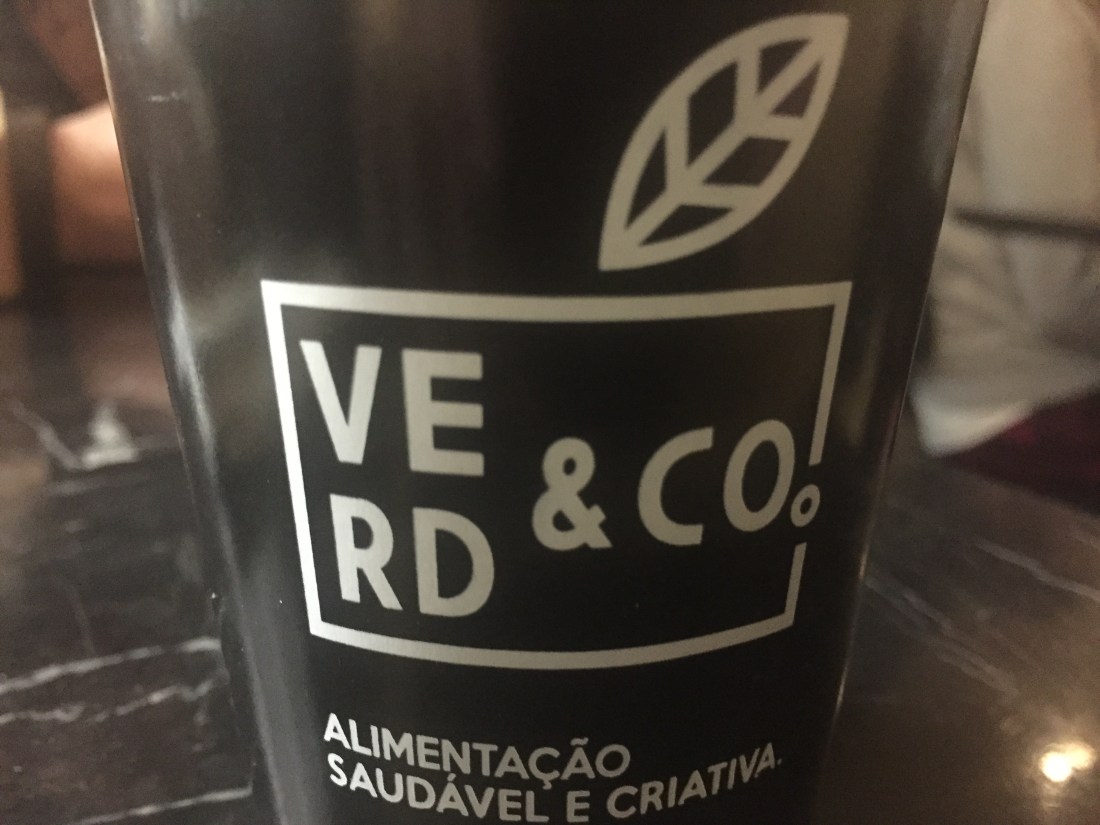 VE
RD & CO.
ALIMENTAÇÃO
SAUDÁVEL E CRIATIVA.